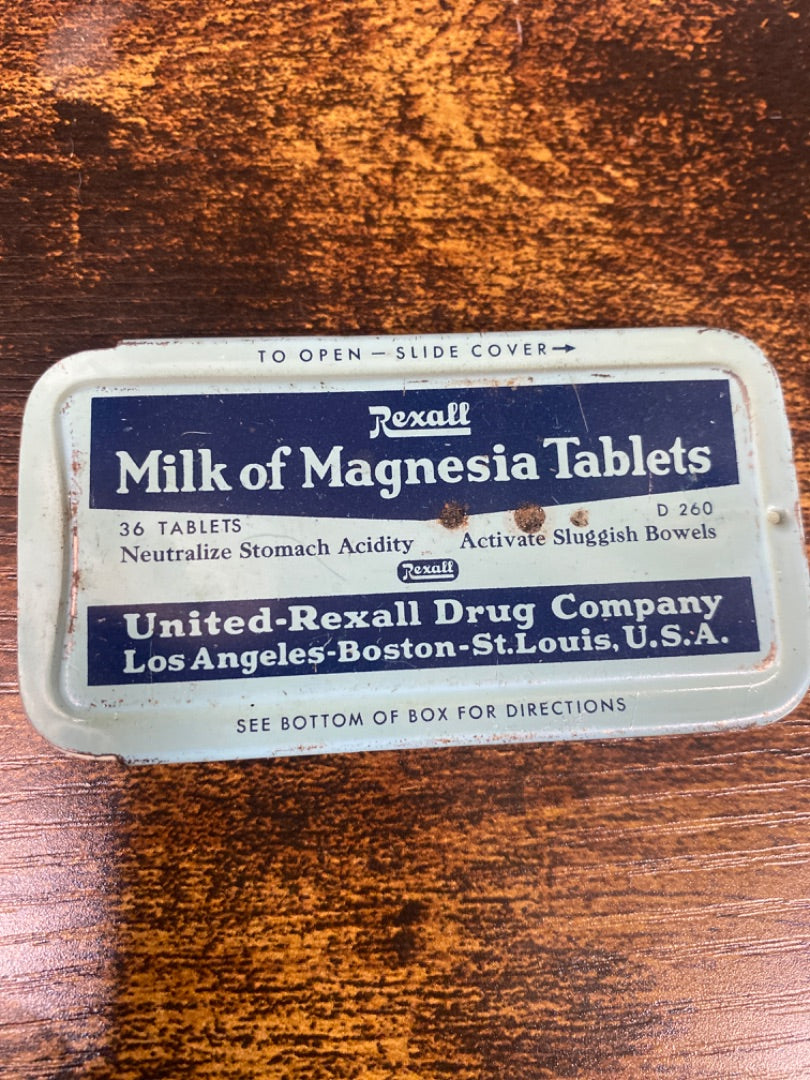 TO OPEN — SLIDE COVER→
Rexall
Milk of Magnesia Tablets
36 TABLETS D 260
Neutralize Stomach Acidity Activate Sluggish Bowels
Rexall
United-Rexall Drug Company
Los Angeles-Boston-St.Louis, U.S.A.
SEE BOTTOM OF BOX FOR DIRECTIONS